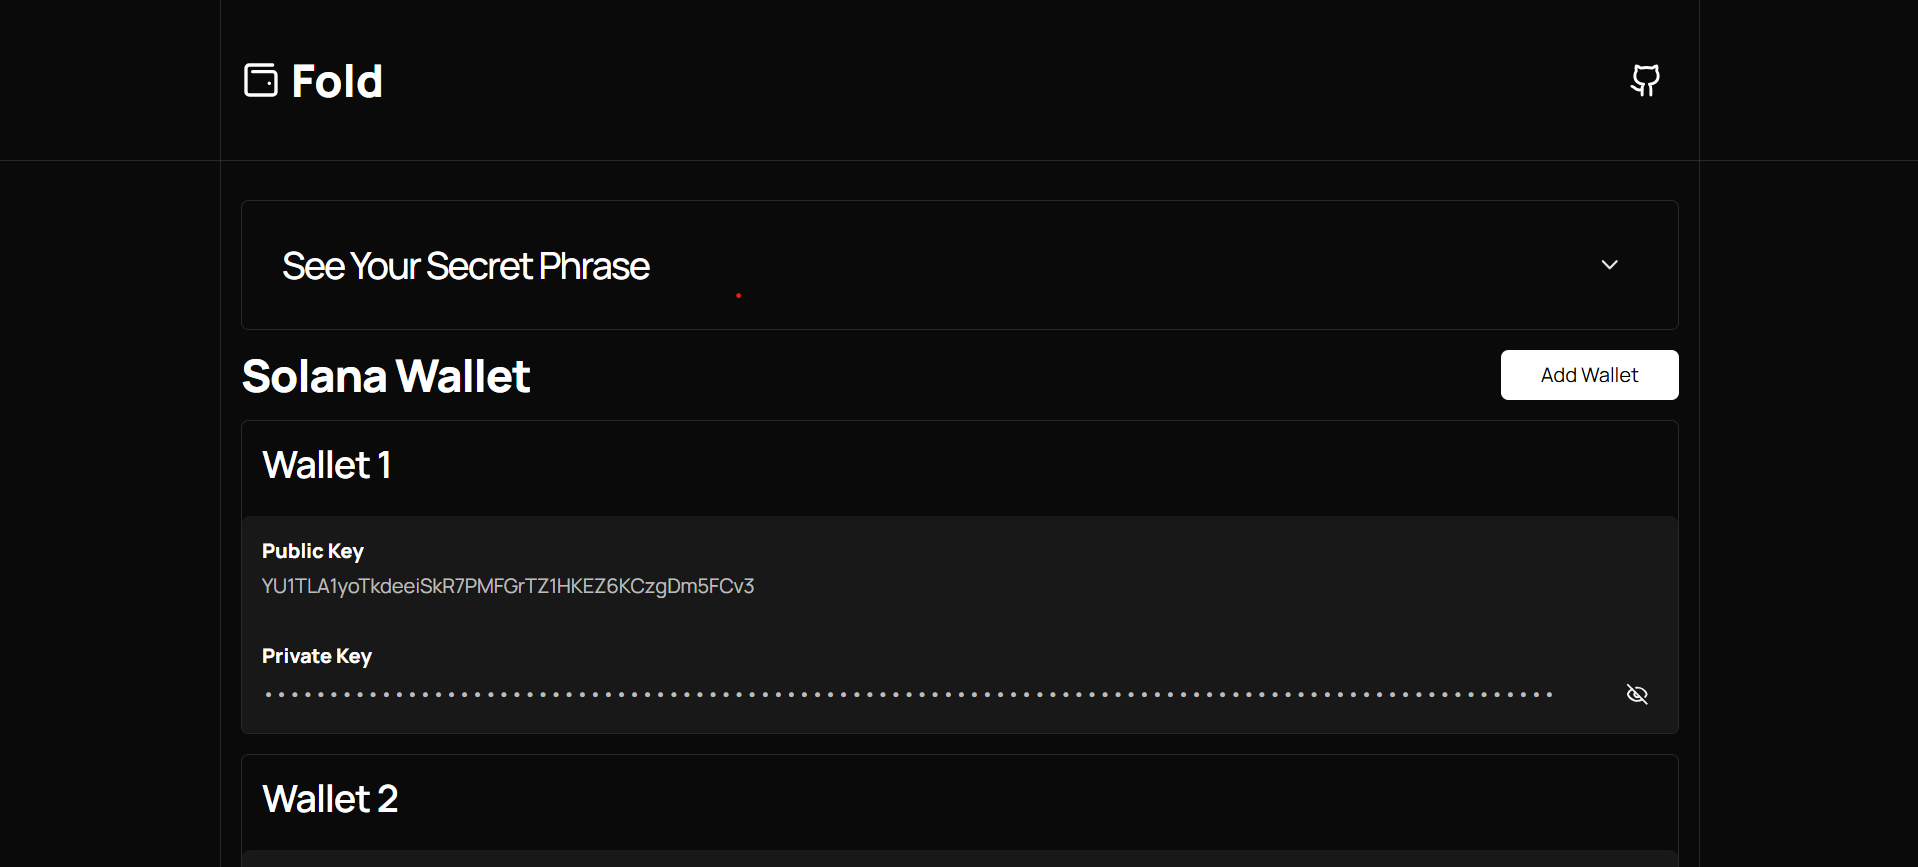 Fold
See Your Secret Phrase
Solana Wallet
Add Wallet
Wallet 1
Public Key
YU1TLA1yoTkdeeiSkR7PMFGrTZ1HKEZ6KCzgDm5FCv3
Private Key
Wallet 2